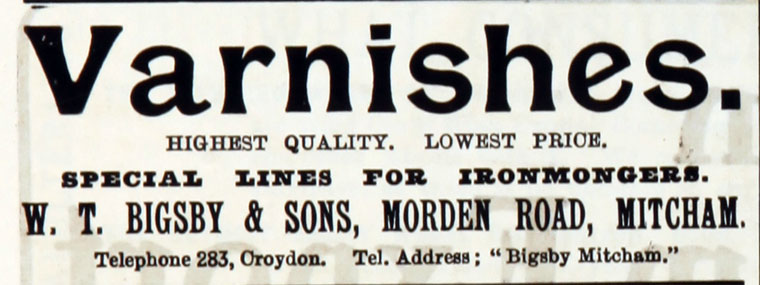 Varnishes.
HIGHEST QUALITY. LOWEST PRICE.
SPECIAL LINES FOR IRONMONGERS.
W. T. BIGSBY & SONS, MORDEN ROAD, MITCHAM.
Telephone 283, Croydon. Tel. Address; "Bigsby Mitcham."